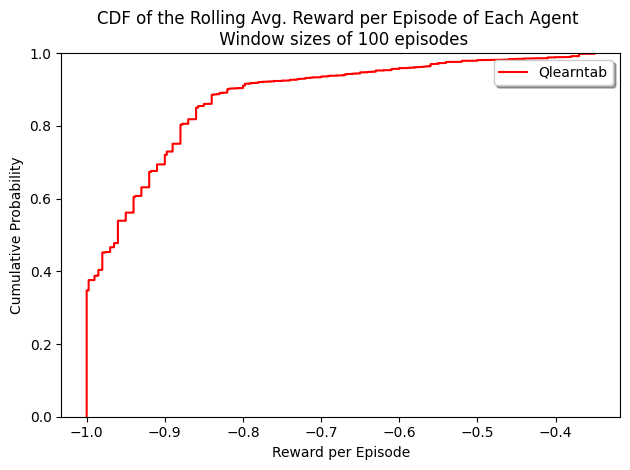 CDF of the Rolling Avg. Reward per Episode of Each Agent
Window sizes of 100 episodes
Qlearntab
Cumulative Probability
1.0
0.8
0.6
0.4
0.2
0.0
−1.0 −0.9 −0.8 −0.7 −0.6 −0.5 −0.4
Reward per Episode